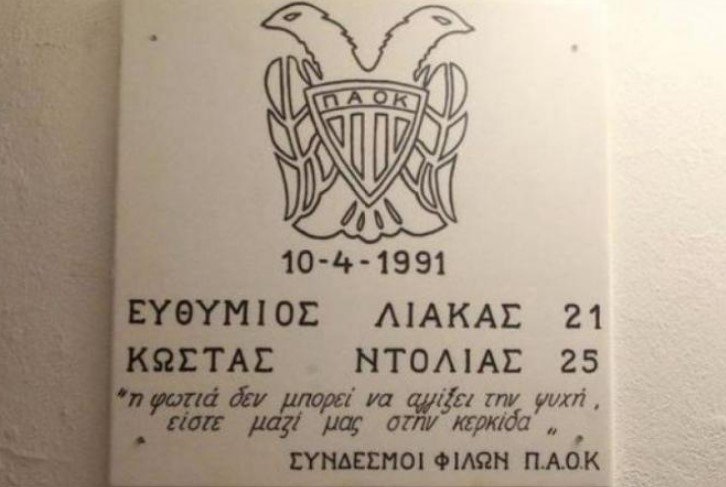 ΠΑΟΚ
10-4-1991
ΕΥΘΥΜΙΟΣ ΛΙΑΚΑΣ 21
ΚΩΣΤΑΣ ΝΤΟΛΙΑΣ 25
"η φωτιά δεν μπορεί να αγγίξει την ψυχή,
είστε μαζί μας στην κερκίδα"
ΣΥΝΔΕΣΜΟΙ ΦΙΛΩΝ Π.Α.Ο.Κ